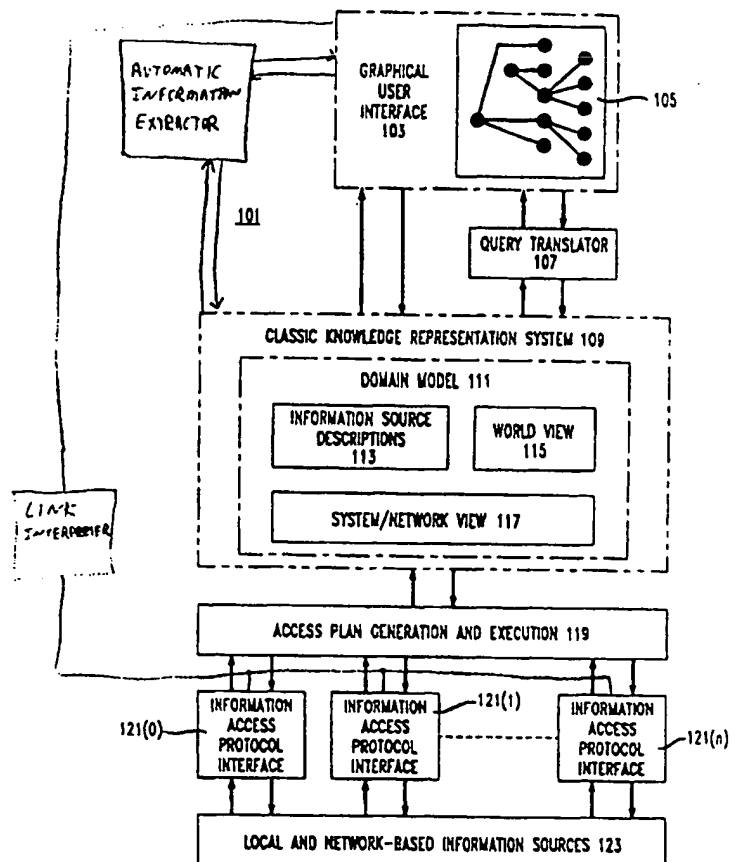 AUTOMATIC
INFORMATION
EXTRACTOR
GRAPHICAL
USER
INTERFACE
103
105
101
QUERY TRANSLATOR
107
CLASSIC KNOWLEDGE REPRESENTATION SYSTEM 109
DOMAIN MODEL 111
INFORMATION SOURCE
DESCRIPTIONS
113
WORLD VIEW
115
SYSTEM/NETWORK VIEW 117
LINK
INTERPRETER
ACCESS PLAN GENERATION AND EXECUTION 119
121(0)
INFORMATION
ACCESS
PROTOCOL
INTERFACE
INFORMATION
ACCESS
PROTOCOL
INTERFACE
121(1)
INFORMATION
ACCESS
PROTOCOL
INTERFACE
121(n)
LOCAL AND NETWORK-BASED INFORMATION SOURCES 123